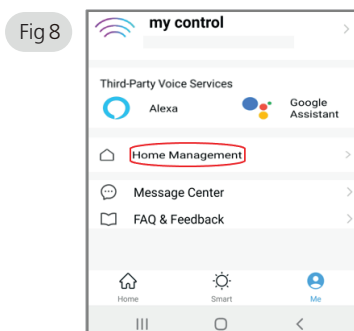 Fig 8
my control
Third-Party Voice Services
Alexa
Google
Assistant
Home Management
Message Center
FAQ & Feedback
Home
Smart
Me